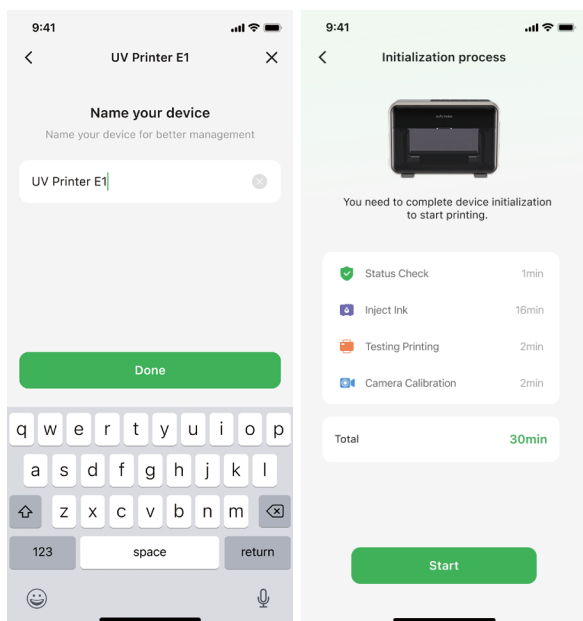 9:41
UV Printer E1
Name your device
Name your device for better management
UV Printer E1
Done
q w e r t y u i o p
a s d f g h j k l
z x c v b n m
123 space return
9:41
Initialization process
You need to complete device initialization
to start printing.
Status Check 1min
Inject Ink 16min
Testing Printing 2min
Camera Calibration 2min
Total 30min
Start